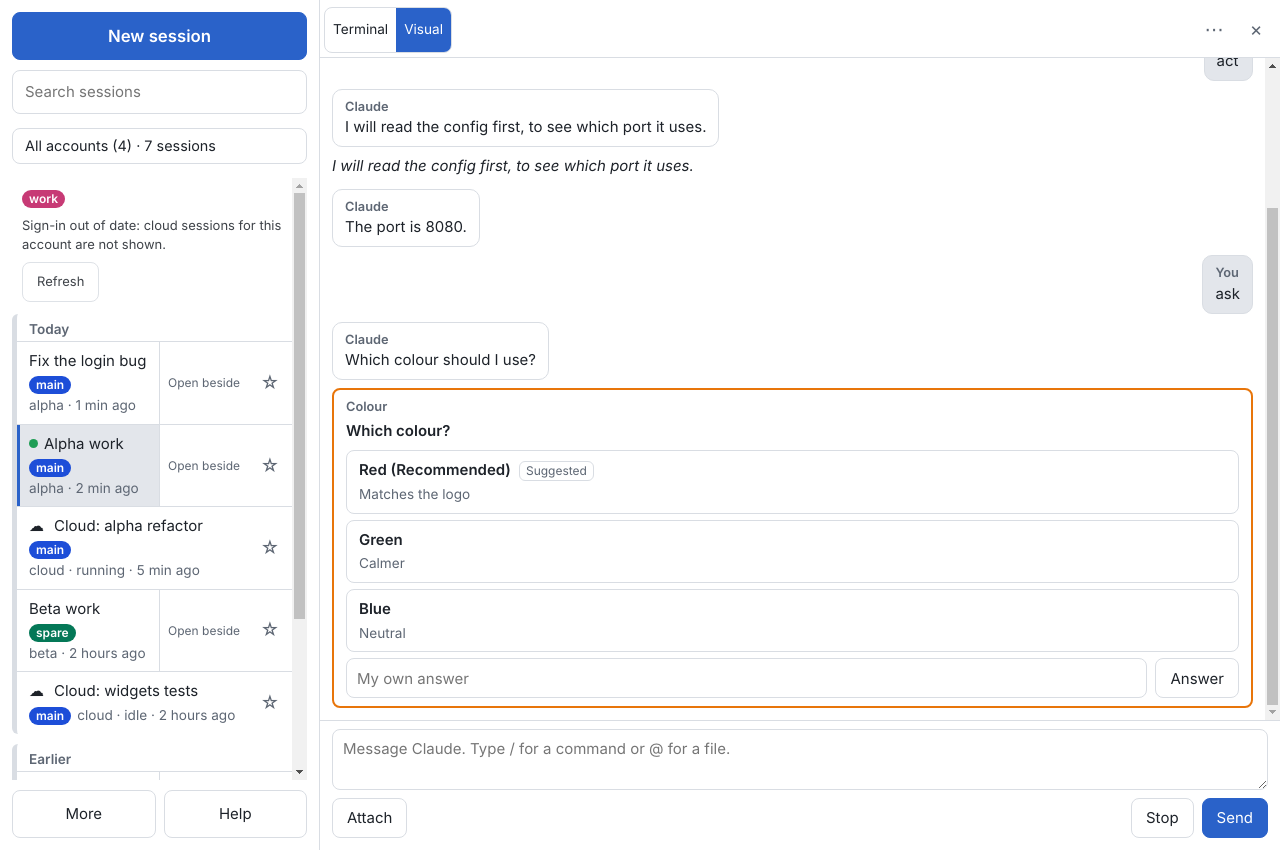 New session
Search sessions
All accounts (4) · 7 sessions
work
Sign-in out of date: cloud sessions for this
account are not shown.
Refresh
Today
Fix the login bug
main
alpha · 1 min ago
Open beside
Alpha work
main
alpha · 2 min ago
Open beside
Cloud: alpha refactor
main
cloud · running · 5 min ago
Beta work
spare
beta · 2 hours ago
Open beside
Cloud: widgets tests
main cloud · idle · 2 hours ago
Earlier
More
Help
Terminal
Visual
act
Claude
I will read the config first, to see which port it uses.
I will read the config first, to see which port it uses.
Claude
The port is 8080.
You
ask
Claude
Which colour should I use?
Colour
Which colour?
Red (Recommended) Suggested
Matches the logo
Green
Calmer
Blue
Neutral
My own answer
Answer
Message Claude. Type / for a command or @ for a file.
Attach
Stop
Send